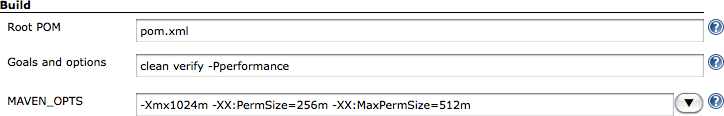 Build
Root POM
pom.xml
Goals and options
clean verify -Pperformance
MAVEN_OPTS
-Xmx1024m -XX:PermSize=256m -XX:MaxPermSize=512m